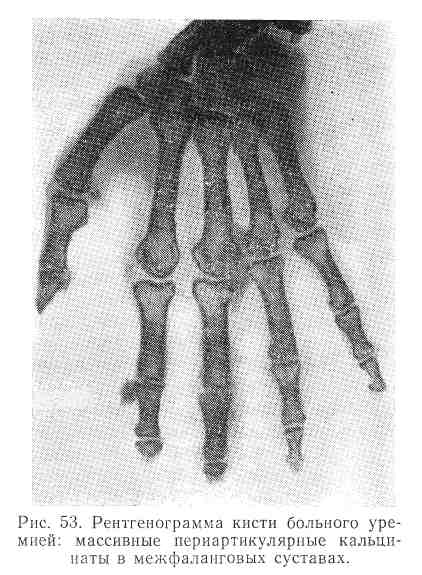 Рис. 53. Рентгенограмма кисти больного уре-
мией: массивные периартикулярные кальци-
наты в межфаланговых суставах.